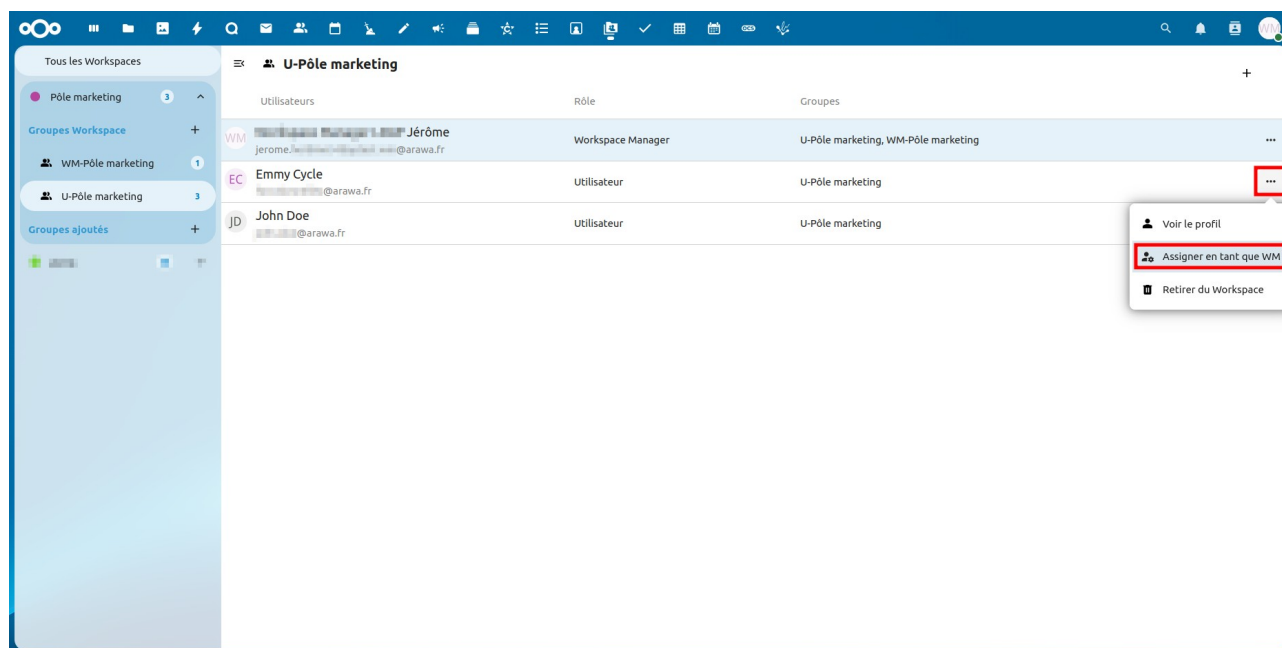 WM
Tous les Workspaces
U-Pôle marketing
Pôle marketing 3
Utilisateurs Rôle Groupes
Groupes Workspace +
WM Jérôme
jerome. @arawa.fr
Workspace Manager U-Pôle marketing, WM-Pôle marketing
WM-Pôle marketing 1
EC Emmy Cycle
@arawa.fr
Utilisateur U-Pôle marketing
U-Pôle marketing 3
JD John Doe
@arawa.fr
Utilisateur U-Pôle marketing
Groupes ajoutés +
Voir le profil
Assigner en tant que WM
Retirer du Workspace